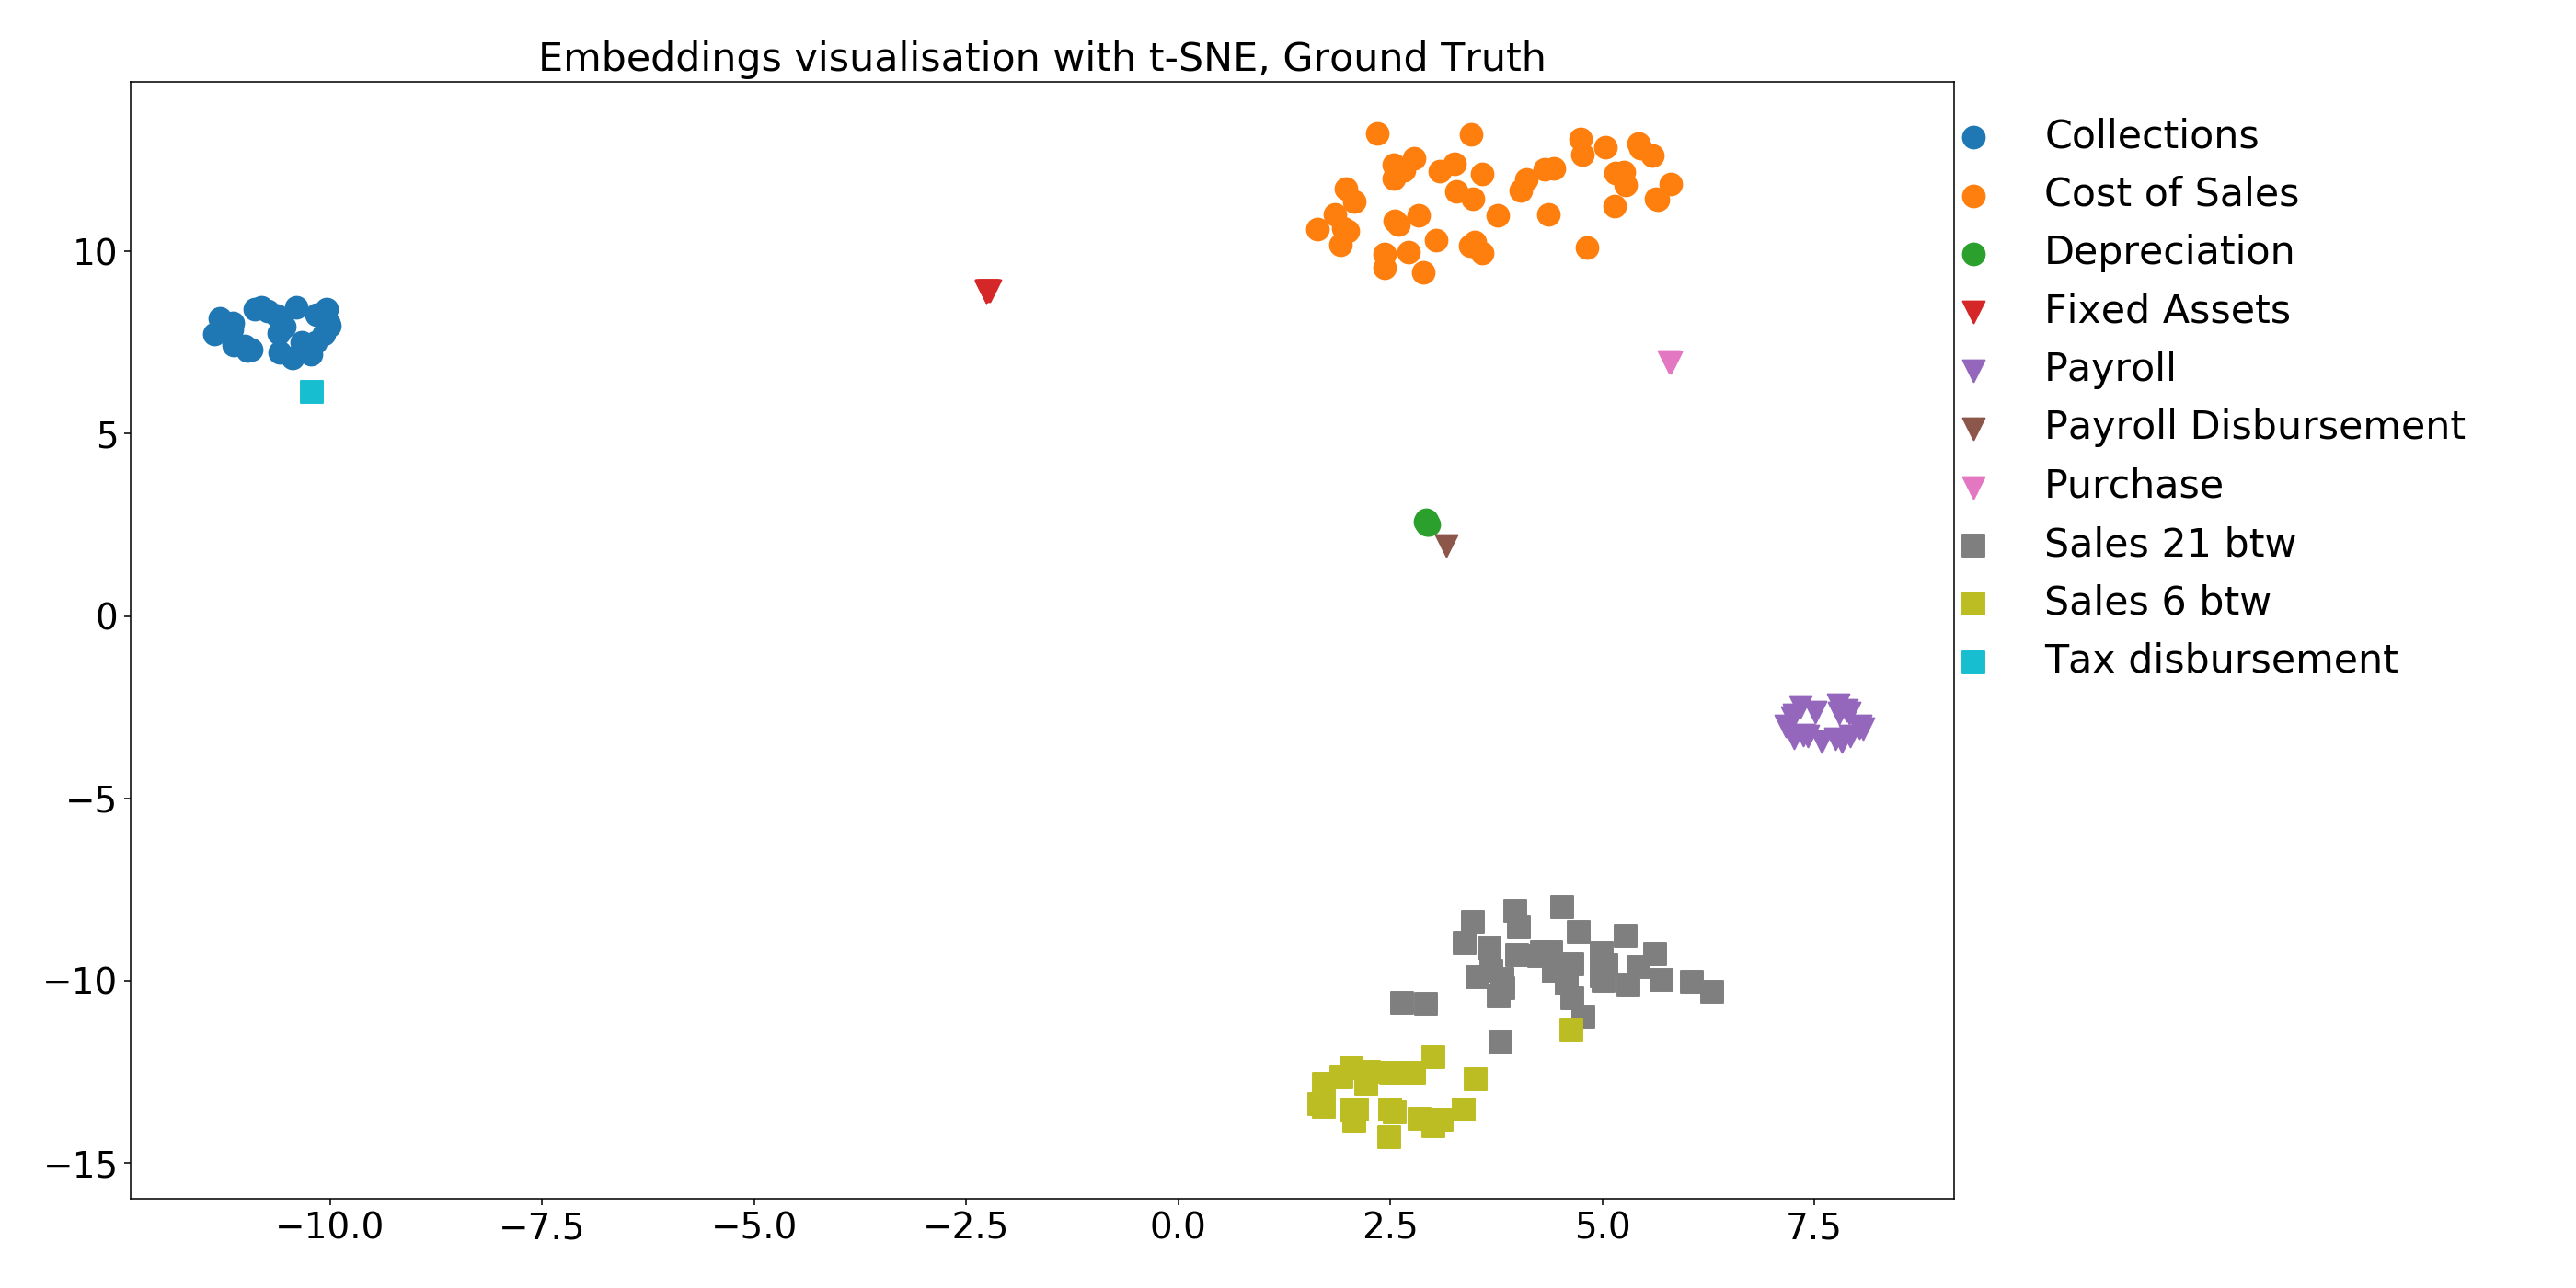 Embeddings visualisation with t-SNE, Ground Truth
10
5
0
−5
−10
−15
−10.0 −7.5 −5.0 −2.5 0.0 2.5 5.0 7.5
Collections
Cost of Sales
Depreciation
Fixed Assets
Payroll
Payroll Disbursement
Purchase
Sales 21 btw
Sales 6 btw
Tax disbursement